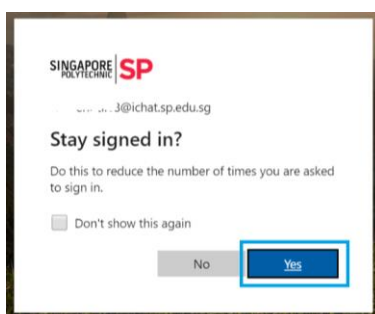 SINGAPORE SP
POLYTECHNIC
3@ichat.sp.edu.sg
Stay signed in?
Do this to reduce the number of times you are asked
to sign in.
Don't show this again
No Yes